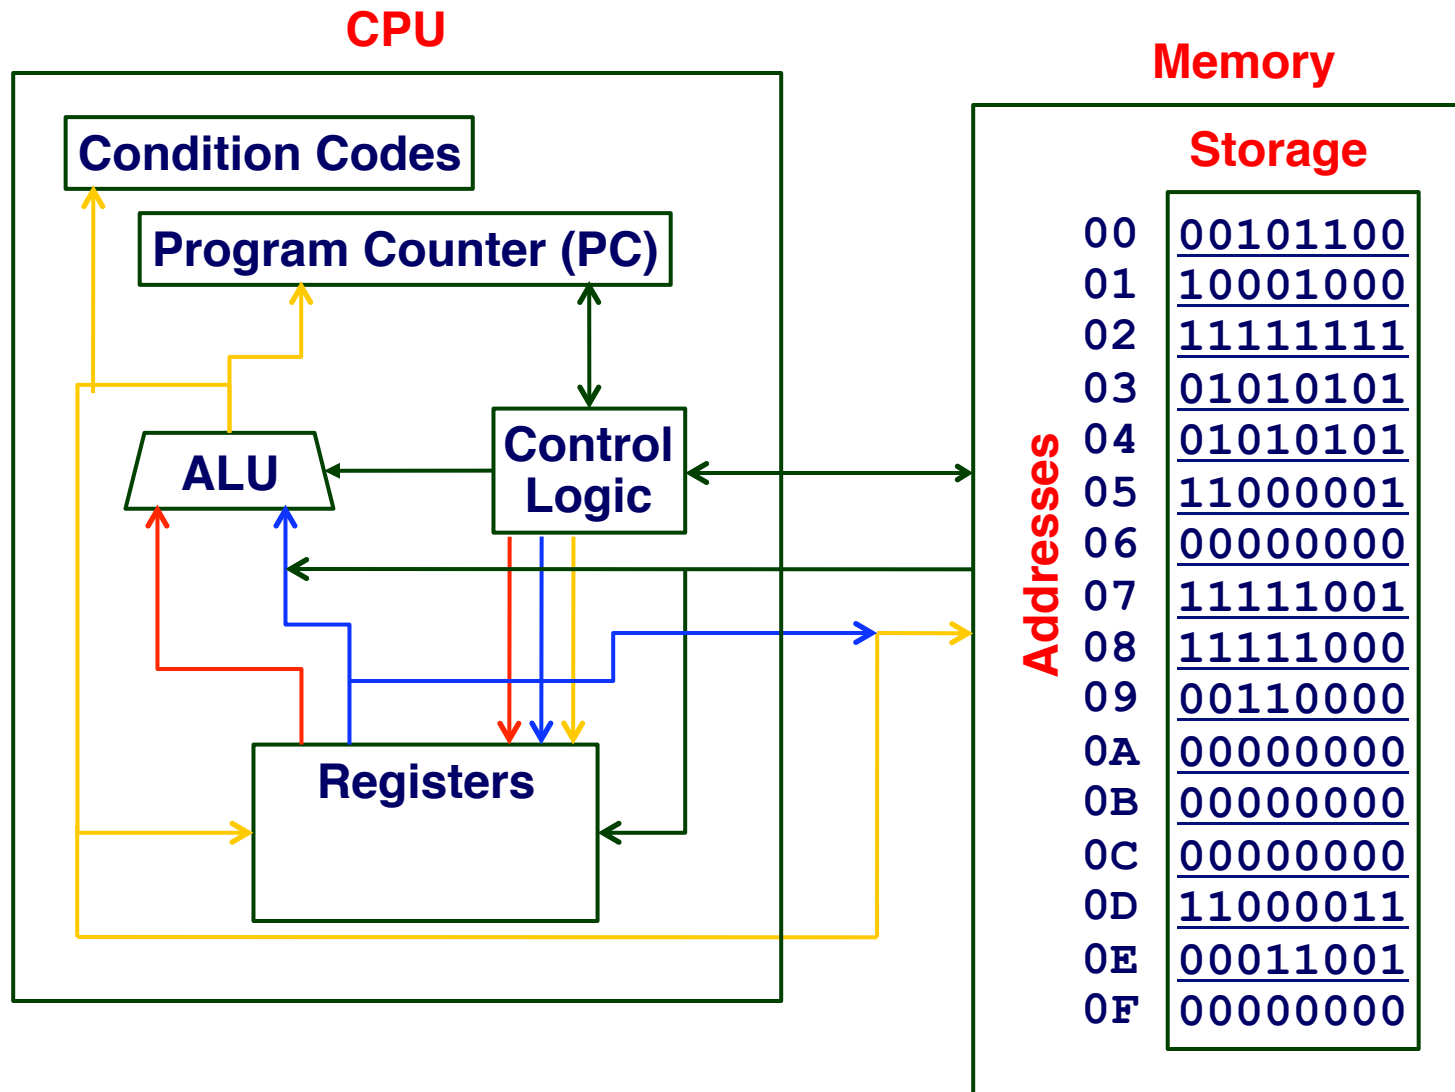 CPU
Condition Codes
Program Counter (PC)
ALU
Control
Logic
Registers
Memory
Storage
Addresses
00 00101100
01 10001000
02 11111111
03 01010101
04 01010101
05 11000001
06 00000000
07 11111001
08 11111000
09 00110000
0A 00000000
0B 00000000
0C 00000000
0D 11000011
0E 00011001
0F 00000000